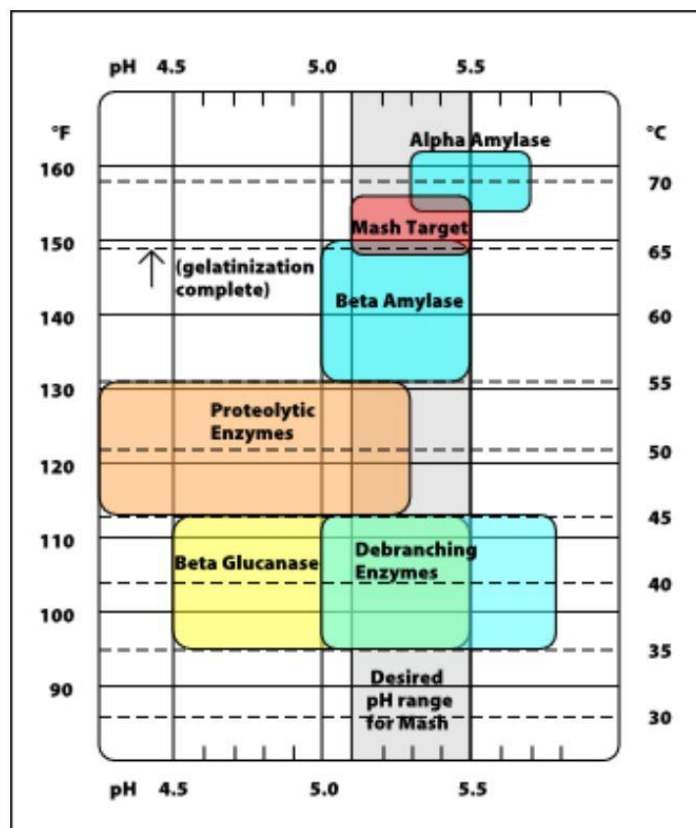 pH 4.5 5.0 5.5
°F °C
Alpha Amylase
160 70
Mash Target
150 65
(gelatinization
complete)
Beta Amylase
140 60
130 55
Proteolytic
Enzymes
120 50
110 45
Beta Glucanase
Debranching
Enzymes
40
100
35
90
Desired
pH range
for Mash
30
pH 4.5 5.0 5.5